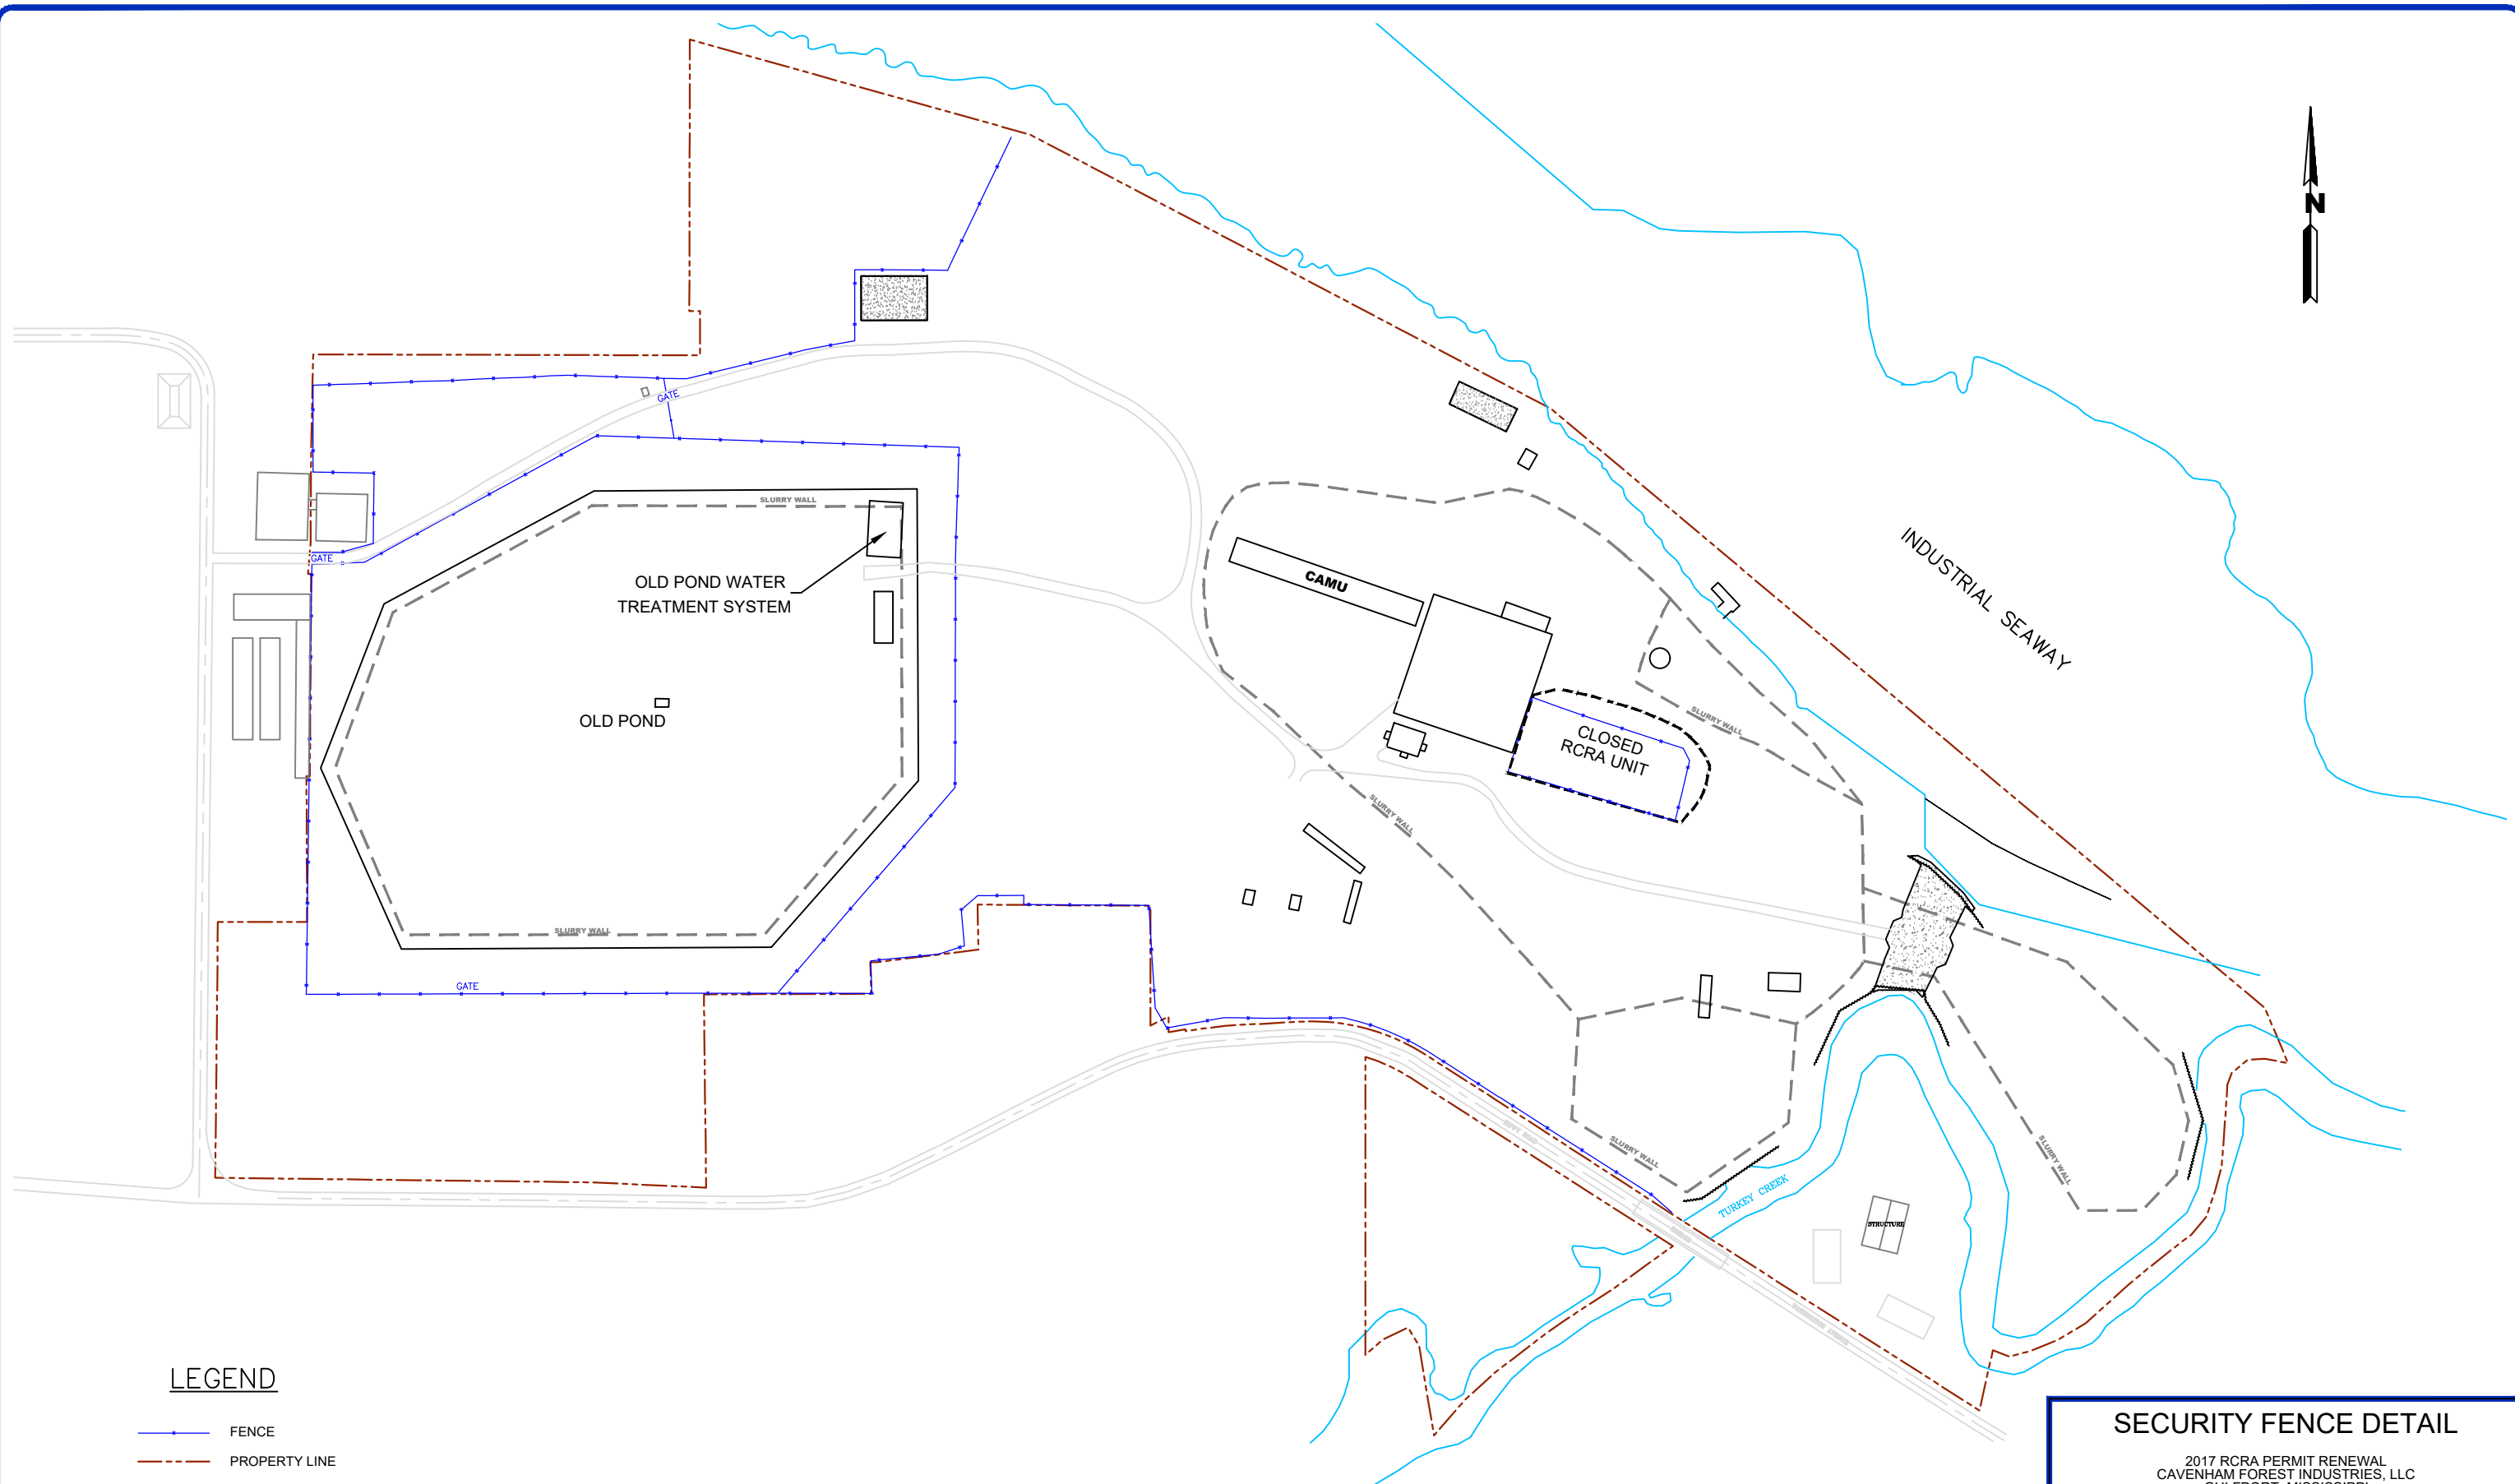 N
GATE
SLURRY WALL
GATE
INDUSTRIAL SEAWAY
CAMU
OLD POND WATER
TREATMENT SYSTEM
OLD POND
SLURRY WALL
CLOSED
RCRA UNIT
SLURRY WALL
SLURRY WALL
GATE
SLURRY WALL
SLURRY WALL
TURKEY CREEK
STRUCTURE
LEGEND
FENCE
PROPERTY LINE
SECURITY FENCE DETAIL
2017 RCRA PERMIT RENEWAL
CAVENHAM FOREST INDUSTRIES, LLC
GULFPORT, MISSISSIPPI